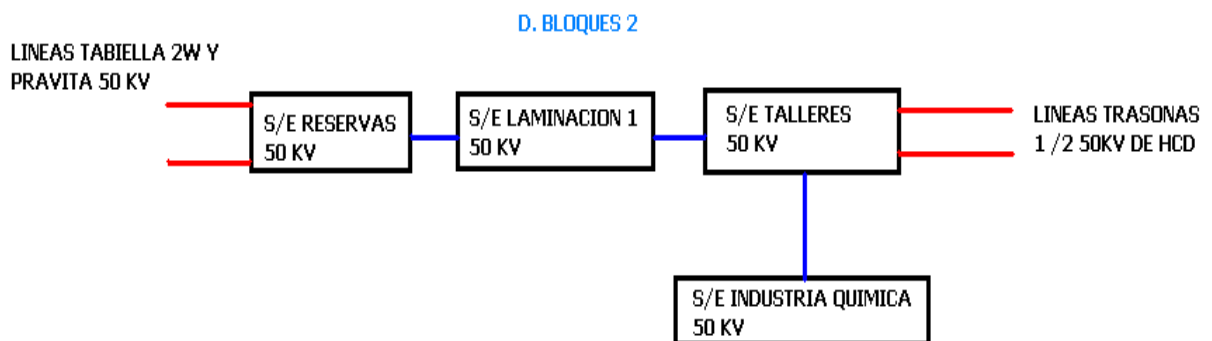 D. BLOQUES 2
LINEAS TABIELLA 2W Y
PRAVITA 50 KV
S/E RESERVAS
50 KV
S/E LAMINACION 1
50 KV
S/E TALLERES
50 KV
LINEAS TRASONAS
1 /2 50KV DE HCD
S/E INDUSTRIA QUIMICA
50 KV